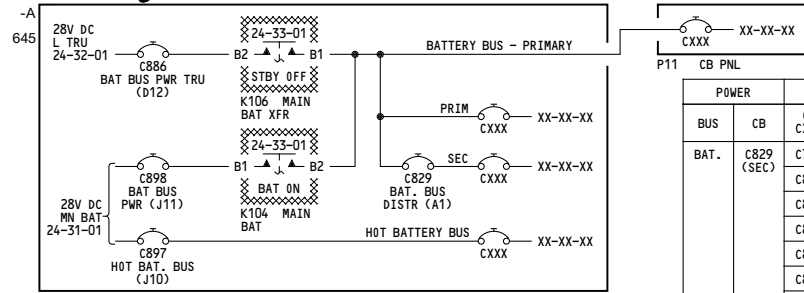 -A
645
28V DC
L TRU
24-32-01
C886
BAT BUS PWR TRU
(D12)
24-33-01
B2
B1
STBY OFF
K106 MAIN
BAT XFR
BATTERY BUS - PRIMARY
CXXX
XX-XX-XX
P11 CB PNL
PRIM
CXXX
XX-XX-XX
24-33-01
B1
B2
BAT ON
K104 MAIN
BAT
C898
BAT BUS
PWR (J11)
28V DC
MN BAT
24-31-01
C829
BAT. BUS
DISTR (A1)
SEC
CXXX
XX-XX-XX
HOT BATTERY BUS
CXXX
XX-XX-XX
C897
HOT BAT. BUS
(J10)
POWER
BUS
CB
BAT.
C829
(SEC)